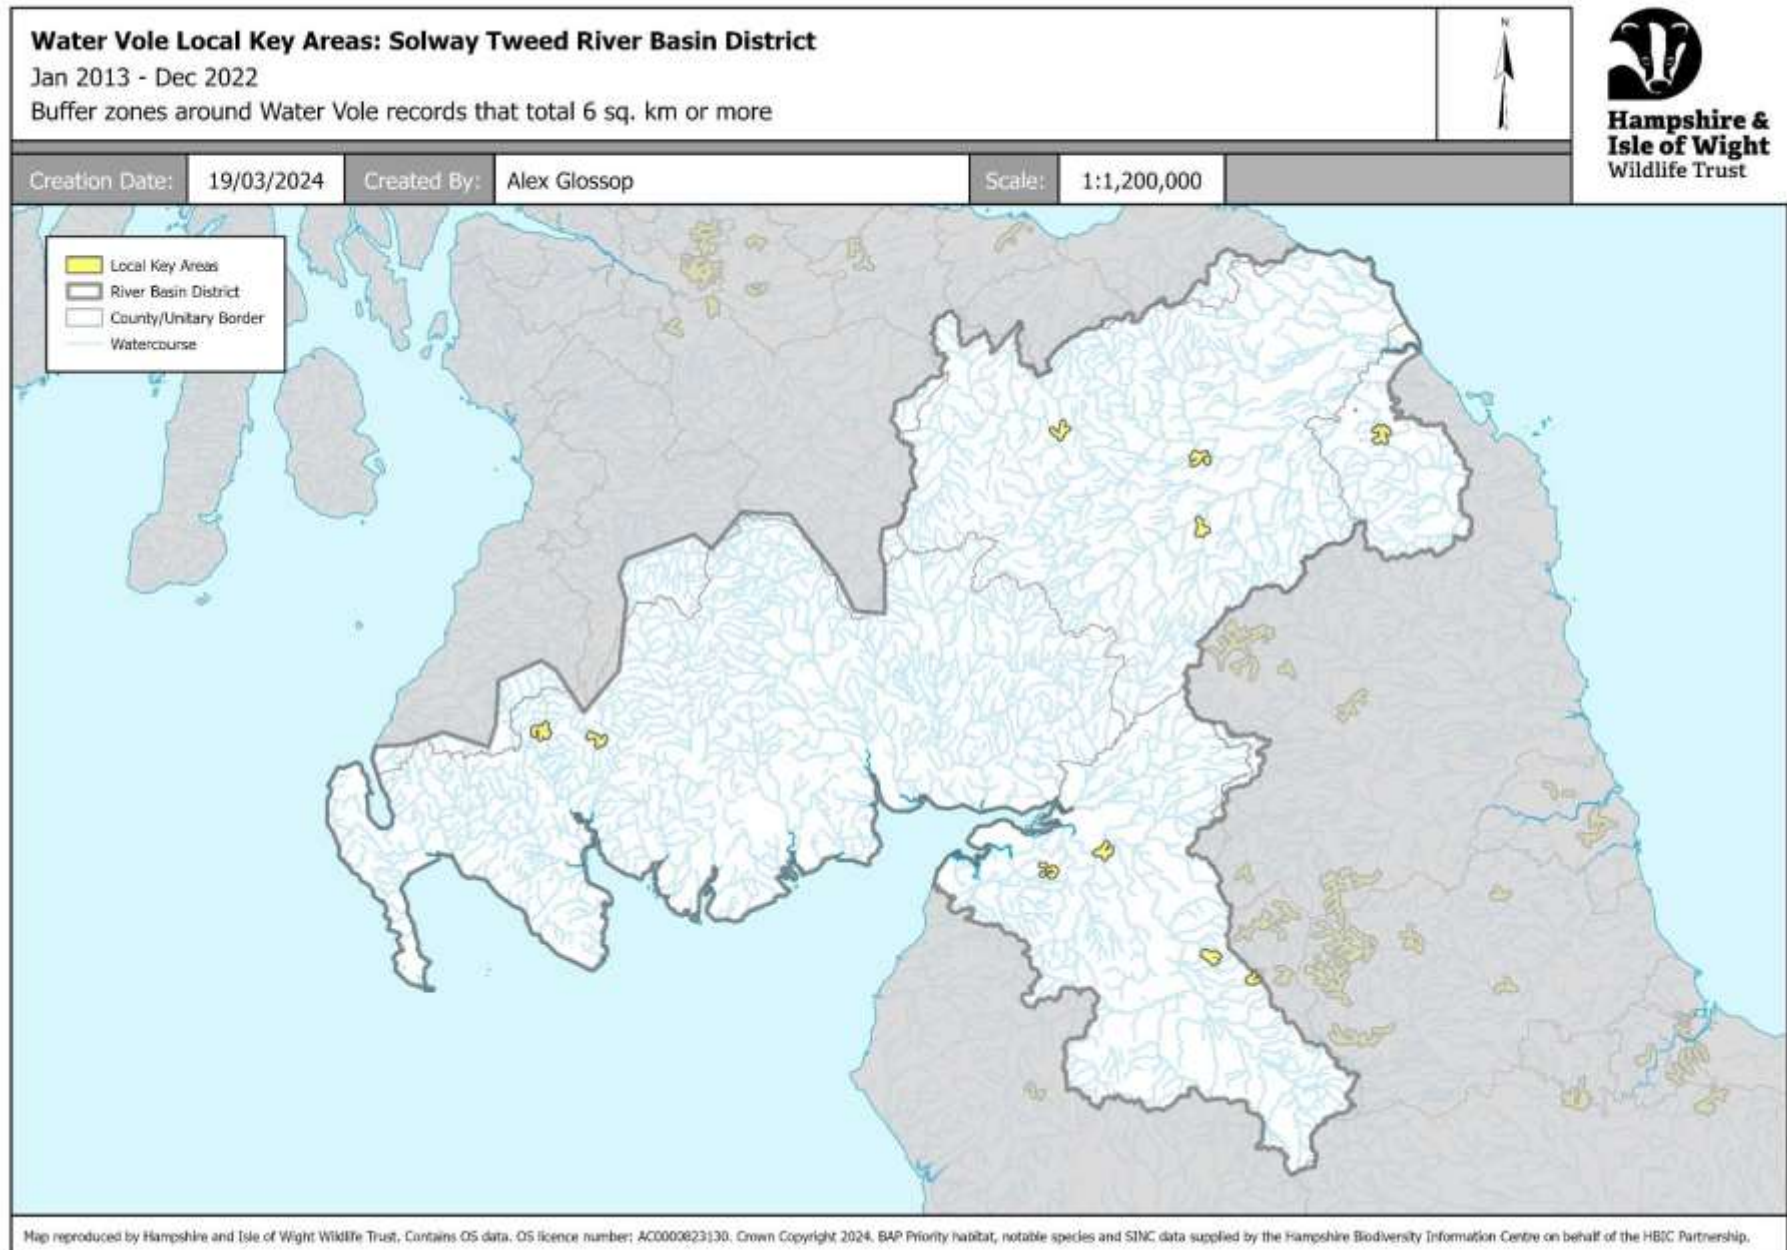 Water Vole Local Key Areas: Solway Tweed River Basin District
Jan 2013 - Dec 2022
Buffer zones around Water Vole records that total 6 sq. km or more
N
Hampshire &
Isle of Wight
Wildlife Trust
Creation Date: 19/03/2024 Created By: Alex Glossop Scale: 1:1,200,000
Local Key Areas
River Basin District
County/Unitary Border
Watercourse
Map reproduced by Hampshire and Isle of Wight Wildlife Trust. Contains OS data. OS licence number: AC0000823130. Crown Copyright 2024. BAP Priority habitat, notable species and SINC data supplied by the Hampshire Biodiversity Information Centre on behalf of the HBIC Partnership.